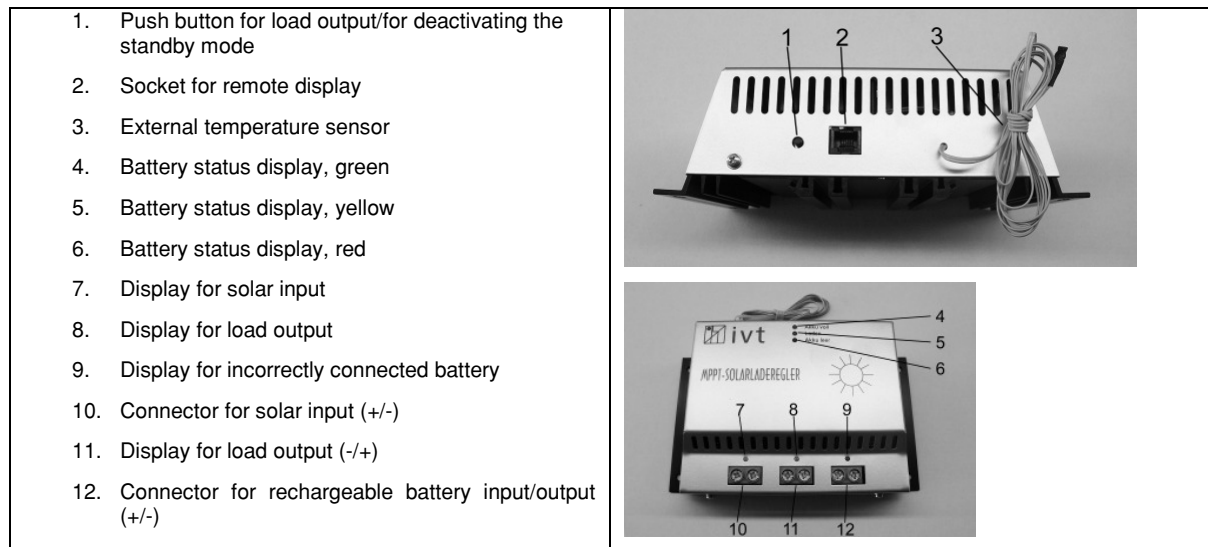 1. Push button for load output/for deactivating the
standby mode
2. Socket for remote display
3. External temperature sensor
4. Battery status display, green
5. Battery status display, yellow
6. Battery status display, red
7. Display for solar input
8. Display for load output
9. Display for incorrectly connected battery
10. Connector for solar input (+/-)
11. Display for load output (-/+)
12. Connector for rechargeable battery input/output
(+/-)
1 2 3
ivt
Akku voll
Akku leer
MPPT-SOLARLADEREGLER
4
5
6
7 8 9
10 11 12